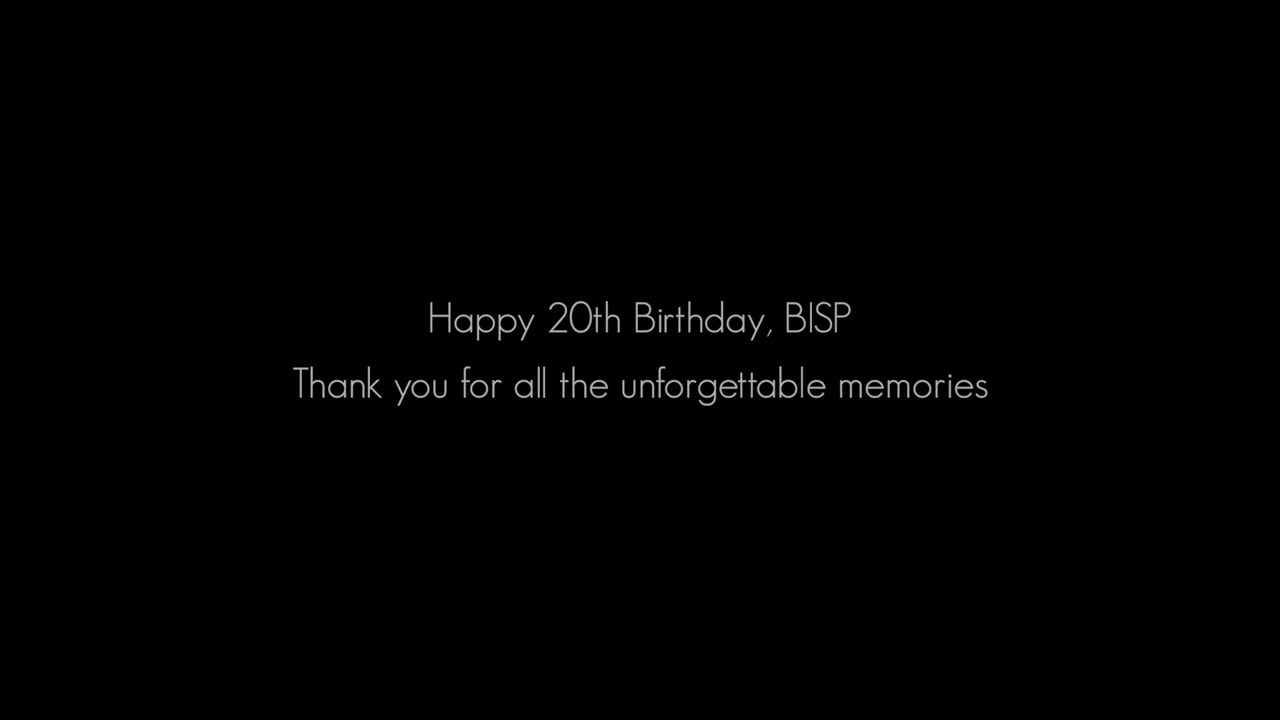 Happy 20th Birthday, BISP
Thank you for all the unforgettable memories